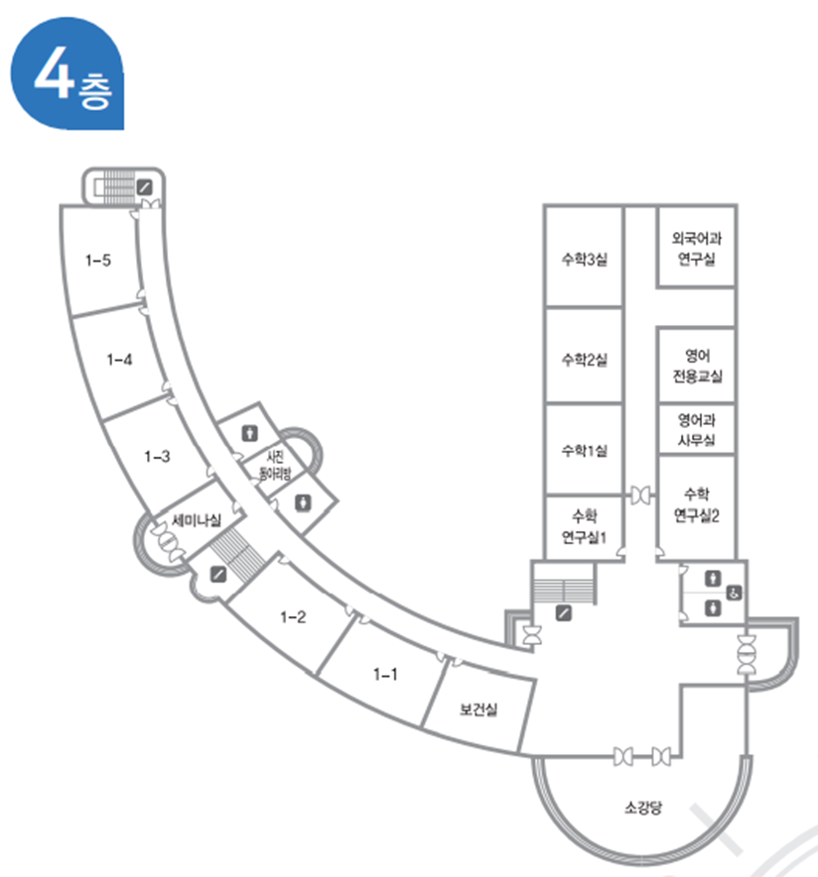 4층
1-5
1-4
1-3
세미나실
사진
동아리방
1-2
1-1
보건실
수학3실
수학2실
수학1실
수학
연구실1
외국어과
연구실
영어
전용교실
영어과
사무실
수학
연구실2
소강당